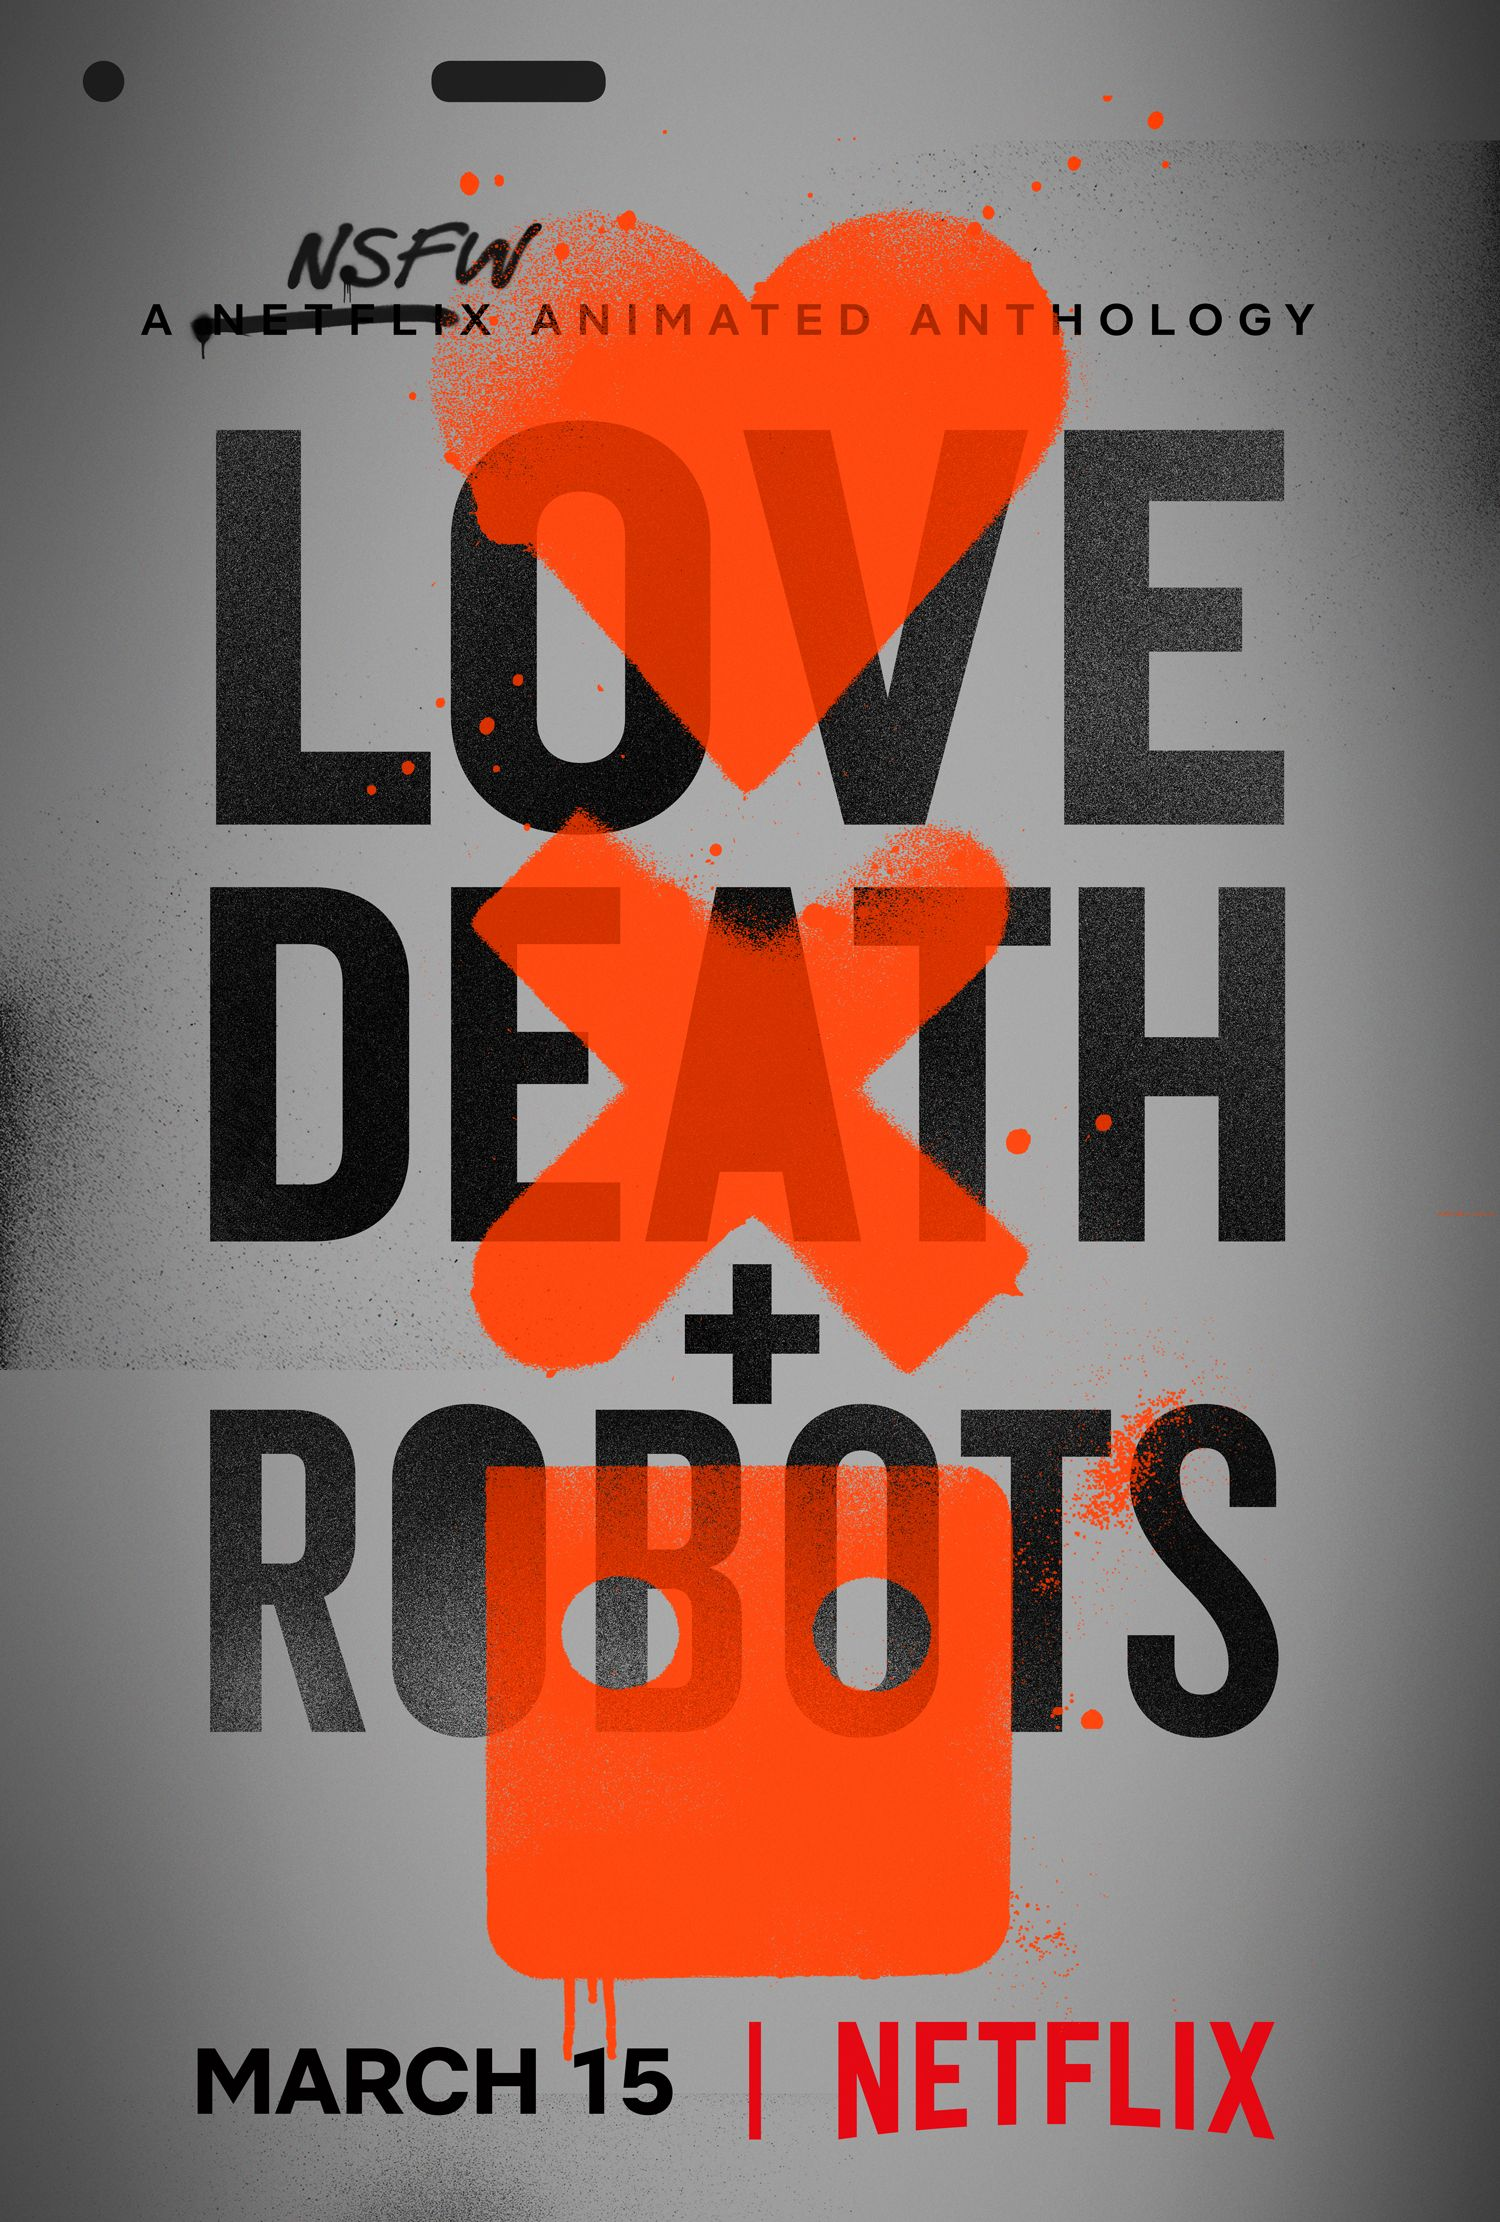 NSFW
A NETFLIX ANIMATED ANTHOLOGY
LOVE
DEATH
+
ROBOTS
MARCH 15 | NETFLIX